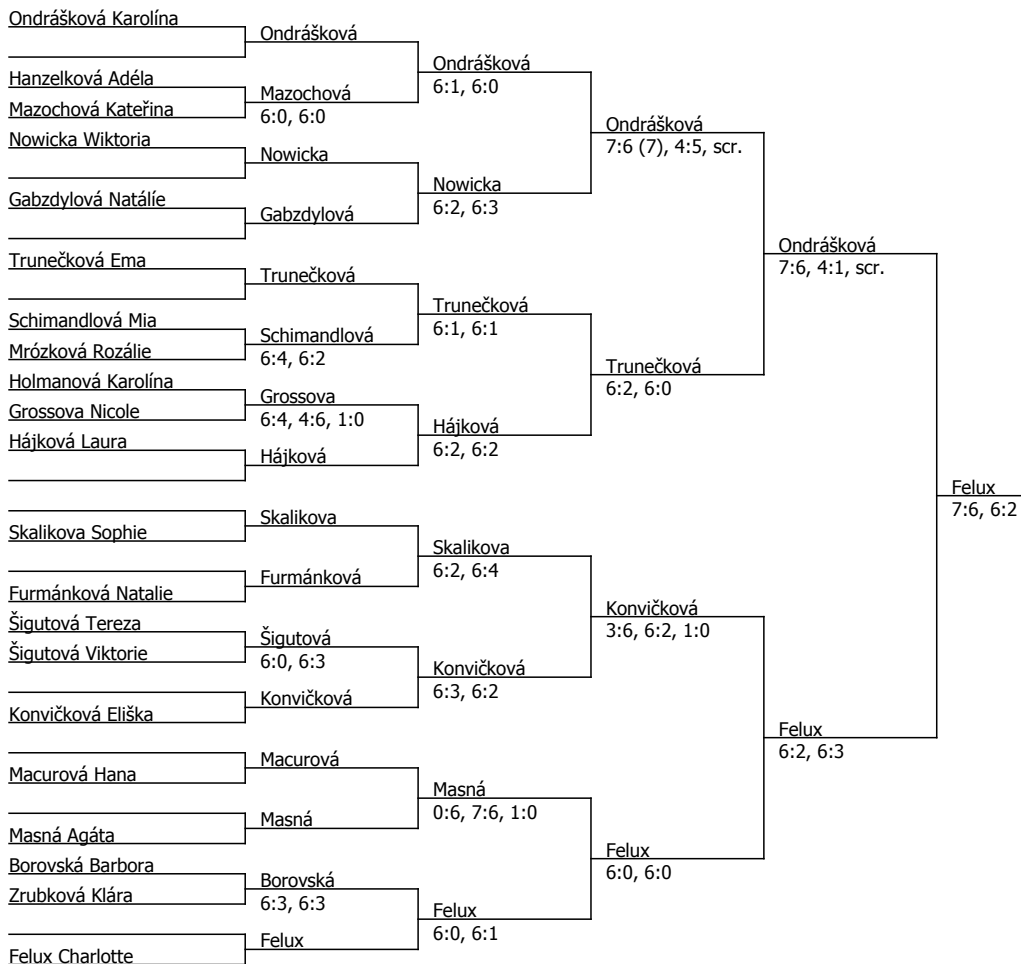 Ondrášková Karolína
Hanzelková Adéla
Mazochová Kateřina
Nowicka Wiktoria
Gabzdylová Natálíe
Trunečková Ema
Schimandlová Mia
Mrózková Rozálie
Holmanová Karolína
Grossova Nicole
Hájková Laura
Skalikova Sophie
Furmánková Natalie
Šigutová Tereza
Šigutová Viktorie
Konvičková Eliška
Macurová Hana
Masná Agáta
Borovská Barbora
Zrubková Klára
Felux Charlotte
Ondrášková
Mazochová
6:0, 6:0
Nowicka
Gabzdylová
Trunečková
Schimandlová
6:4, 6:2
Grossova
6:4, 4:6, 1:0
Hájková
Skalikova
Furmánková
Šigutová
6:0, 6:3
Konvičková
Macurová
Masná
Borovská
6:3, 6:3
Felux
Ondrášková
6:1, 6:0
Nowicka
6:2, 6:3
Trunečková
6:1, 6:1
Hájková
6:2, 6:2
Skalikova
6:2, 6:4
Konvičková
6:3, 6:2
Masná
0:6, 7:6, 1:0
Felux
6:0, 6:1
Ondrášková
7:6 (7), 4:5, scr.
Trunečková
6:2, 6:0
Konvičková
3:6, 6:2, 1:0
Felux
6:0, 6:0
Ondrášková
7:6, 4:1, scr.
Felux
6:2, 6:3
Felux
7:6, 6:2